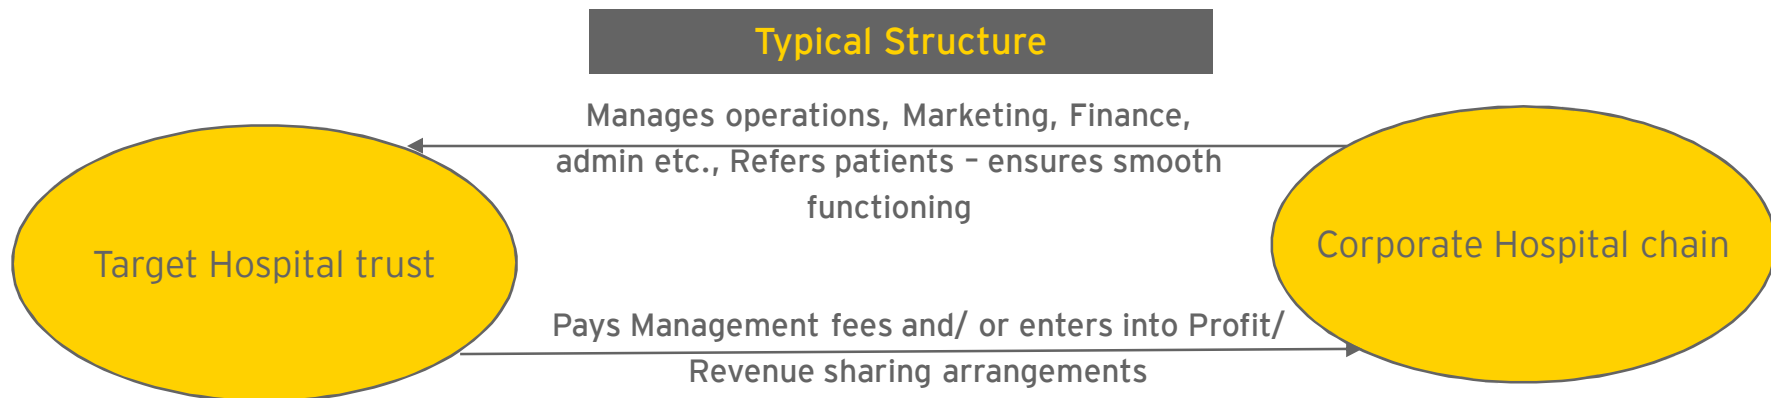 Typical Structure
Manages operations, Marketing, Finance,
admin etc., Refers patients – ensures smooth
functioning
Target Hospital trust
Corporate Hospital chain
Pays Management fees and/ or enters into Profit/
Revenue sharing arrangements